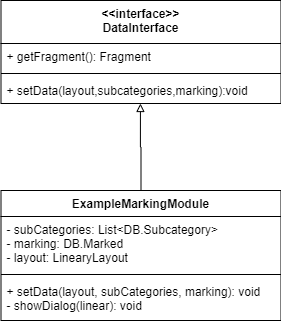 <<interface>>
DataInterface
+ getFragment(): Fragment
+ setData(layout,subcategories,marking):void
ExampleMarkingModule
- subCategories: List<DB.Subcategory>
- marking: DB.Marked
- layout: LinearyLayout
+ setData(layout, subCategories, marking): void
- showDialog(linear): void